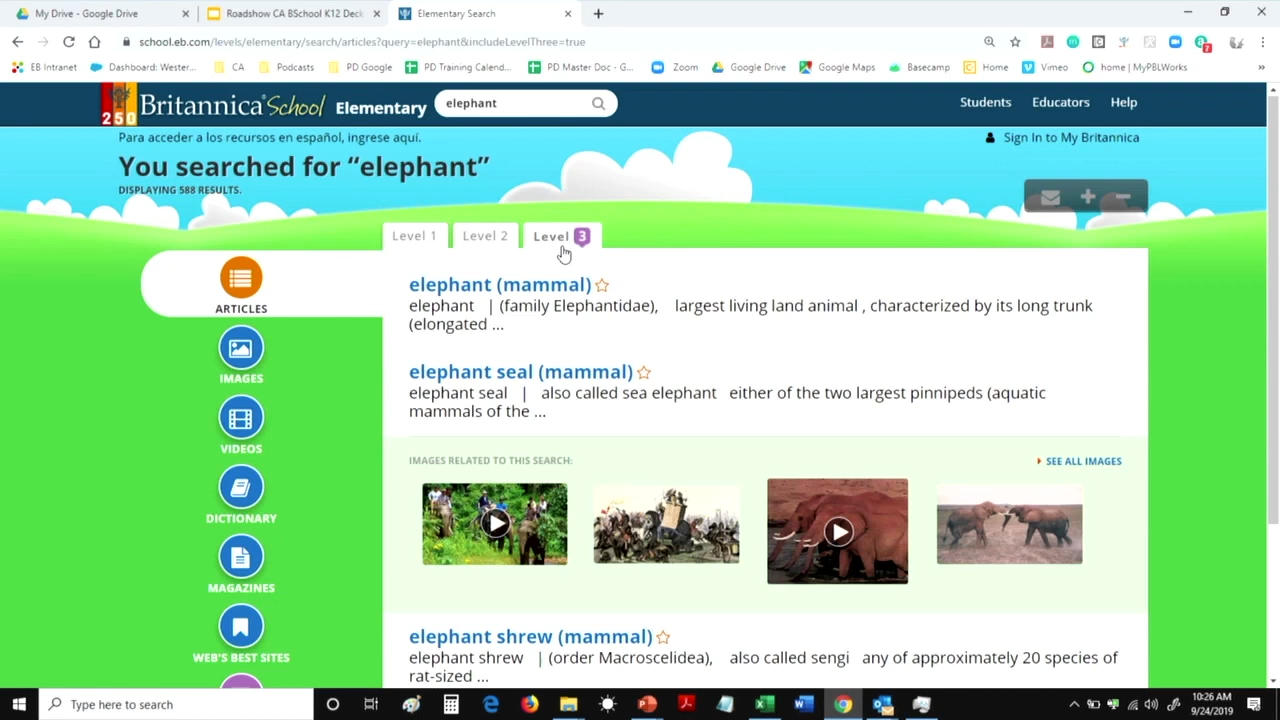 My Drive - Google Drive
Roadshow CA BSchool K12 Deck
Elementary Search
school.eb.com/levels/elementary/search/articles?query=elephant&includeLevelThree=true
7
EB Intranet
Dashboard: Wester...
CA
Podcasts
PD Google
PD Training Calend...
PD Master Doc - G...
Zoom
Google Drive
Google Maps
Basecamp
Home
Vimeo
home | MyPBLWorks
»
250
Britannica School Elementary
elephant
Students
Educators
Help
Para acceder a los recursos en español, ingrese aquí.
Sign In to My Britannica
You searched for “elephant”
DISPLAYING 588 RESULTS.
Level 1
Level 2
Level 3
ARTICLES
IMAGES
VIDEOS
DICTIONARY
MAGAZINES
WEB'S BEST SITES
elephant (mammal)
elephant | (family Elephantidae), largest living land animal , characterized by its long trunk
(elongated ...
elephant seal (mammal)
elephant seal | also called sea elephant either of the two largest pinnipeds (aquatic
mammals of the ...
IMAGES RELATED TO THIS SEARCH:
SEE ALL IMAGES
elephant shrew (mammal)
elephant shrew | (order Macroscelidea), also called sengi any of approximately 20 species of
rat-sized ...
Type here to search
10:26 AM
9/24/2019